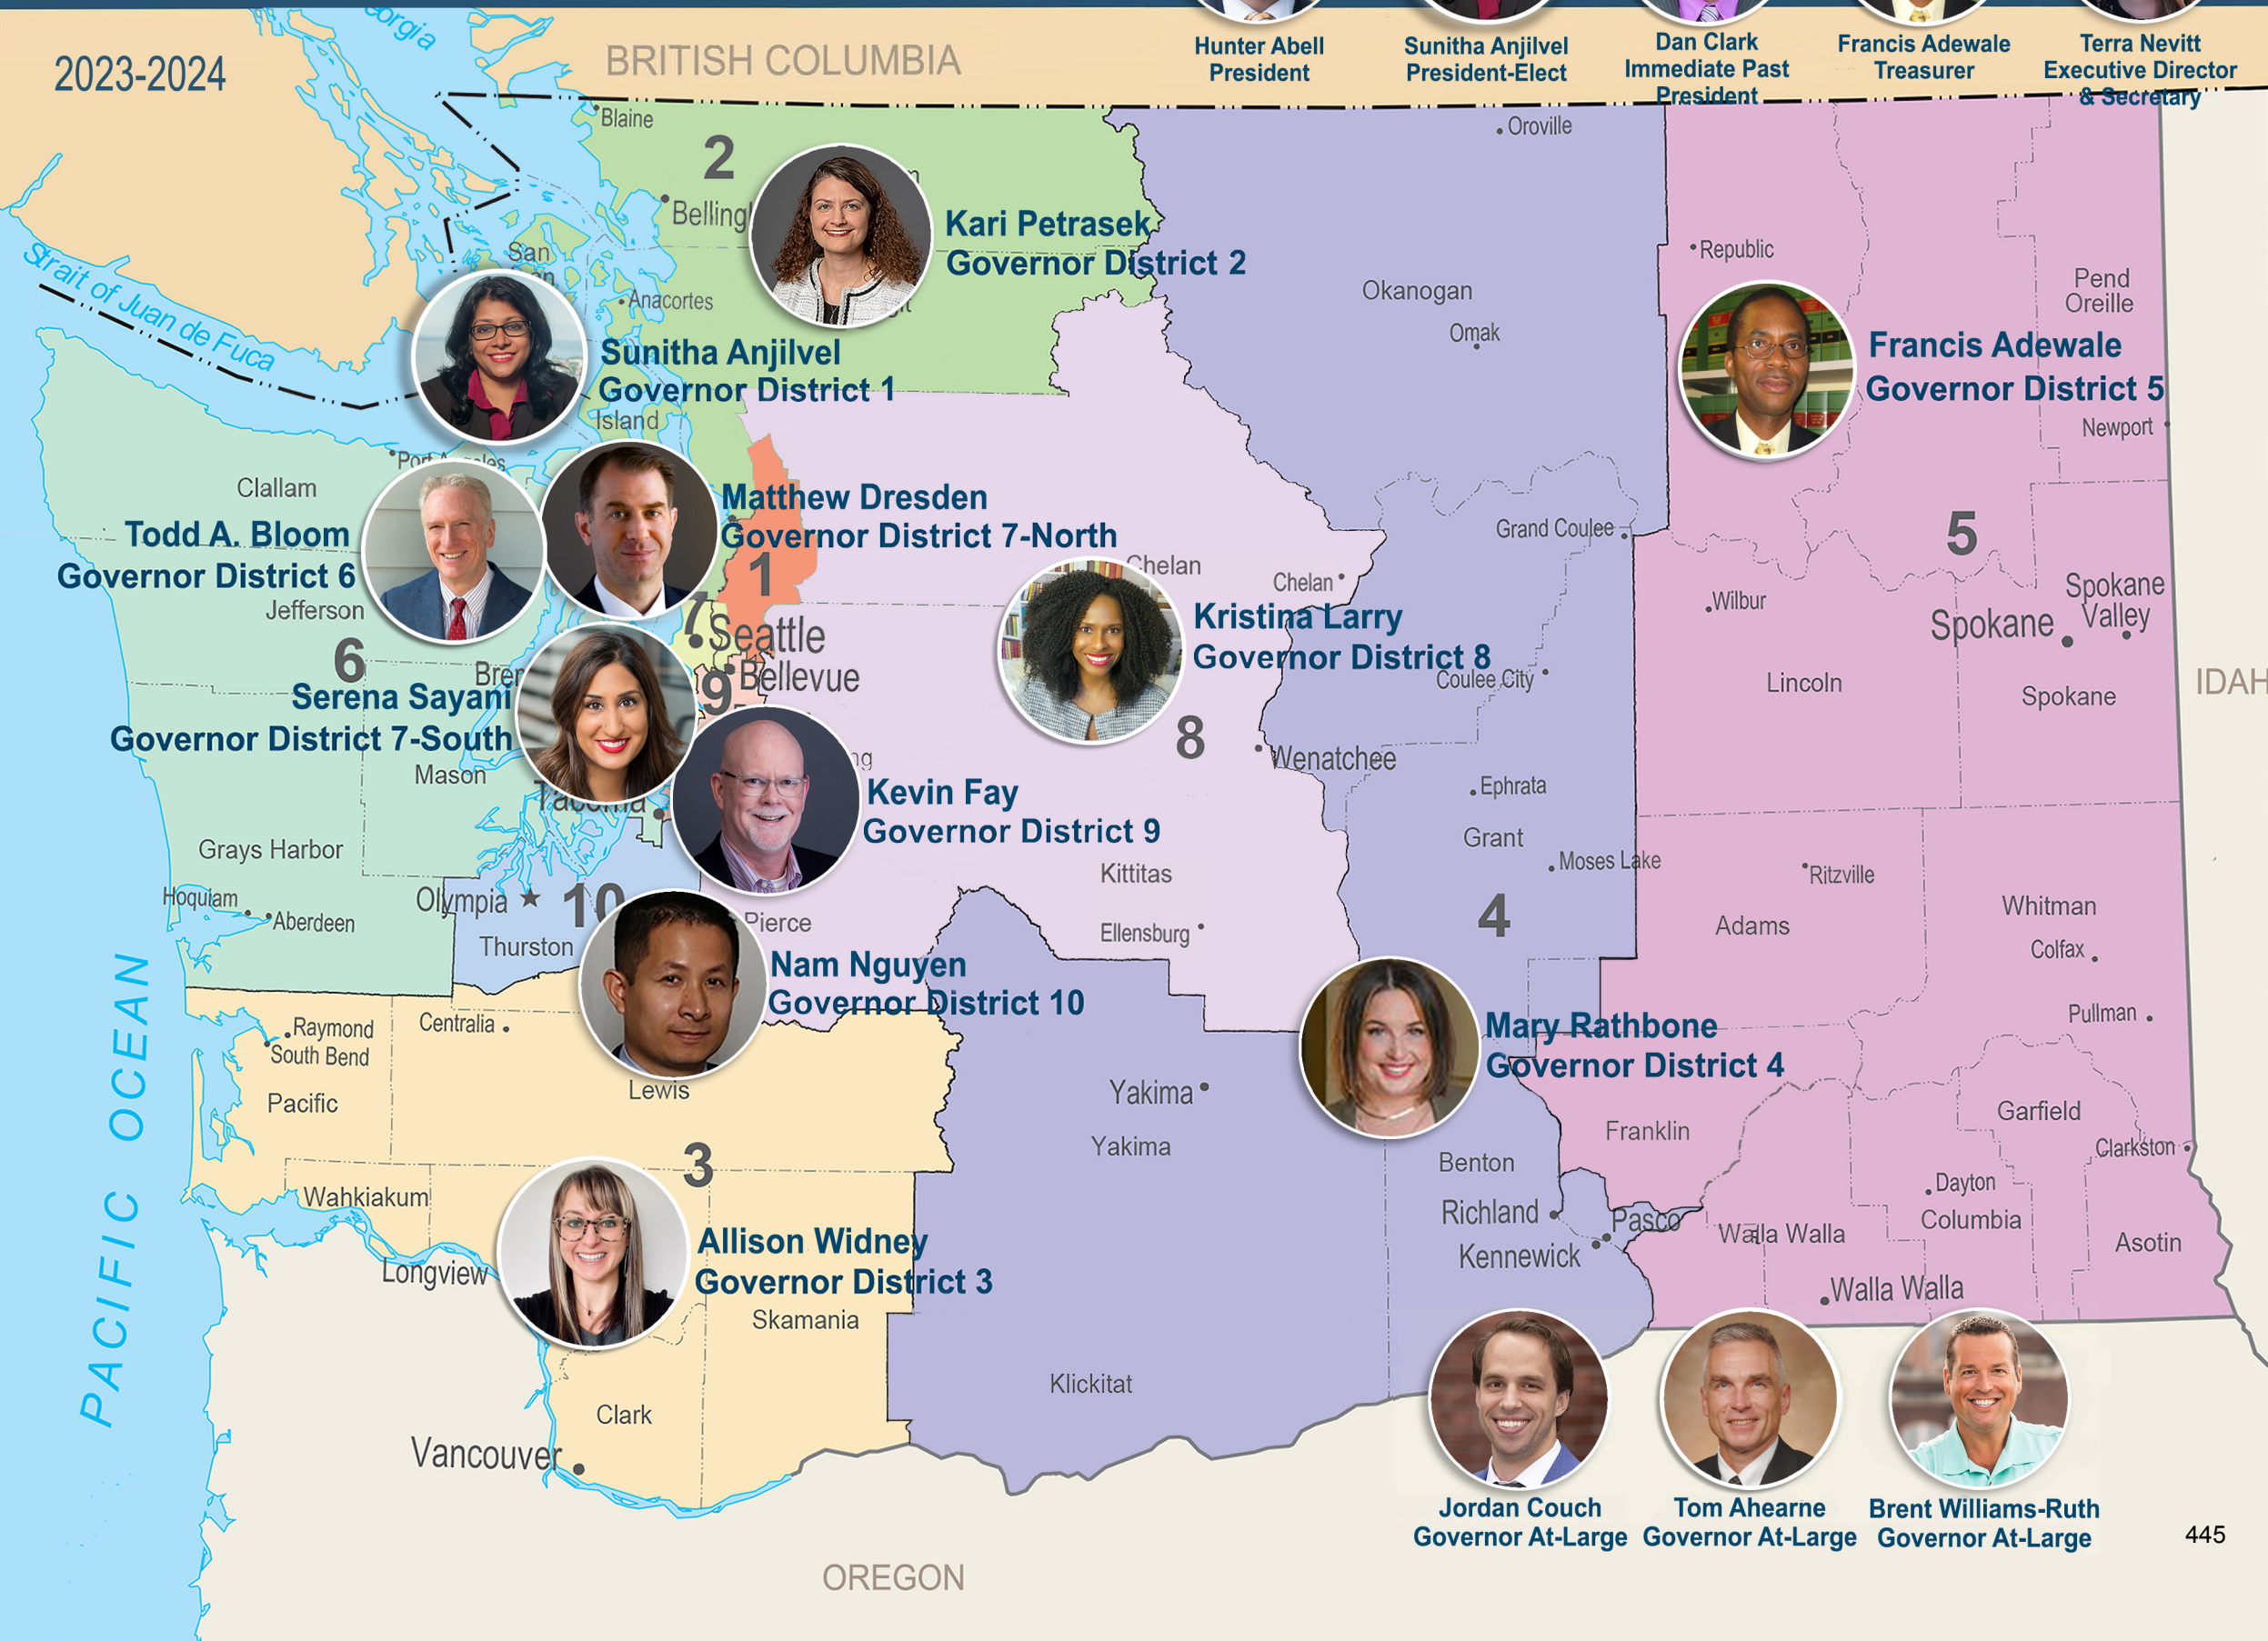 2023-2024
eorgia
BRITISH COLUMBIA
Hunter Abell
President
Sunitha Anjilvel
President-Elect
Dan Clark
Immediate Past
President
Francis Adewale
Treasurer
Terra Nevitt
Executive Director
& Secretary
Blaine
Oroville
2
Kari Petrasek
Governor District 2
San
Republic
Strait of Juan de Fuca
Anacortes
Okanogan
Omak
Pend
Oreille
Sunitha Anjilvel
Governor District 1
Island
Francis Adewale
Governor District 5
Newport
Clallam
Todd A. Bloom
Governor District 6
Matthew Dresden
Governor District 7-North
1
Grand Coulee
5
Jefferson
Chelan
Chelan
Kristina Larry
Governor District 8
Wilbur
Spokane
Valley
Spokane
7
Seattle
Bellevue
9
6
Coulee City
Lincoln
Spokane
IDAH
Serena Sayani
Governor District 7-South
8
Wenatchee
Mason
Tacoma
Kevin Fay
Governor District 9
Ephrata
Grant
Moses Lake
Grays Harbor
Kittitas
Ritzville
Hoquiam
Aberdeen
Olympia
10
Pierce
Ellensburg
4
Adams
Whitman
Colfax
Thurston
Nam Nguyen
Governor District 10
Mary Rathbone
Governor District 4
Pullman
Raymond
South Bend
Centralia
Pacific
Lewis
Yakima
Yakima
Franklin
Garfield
Clarkston
3
Benton
Wahkiakum
Richland
Pasco
Kennewick
Walla Walla
Dayton
Columbia
Asotin
PACIFIC OCEAN
Longview
Allison Widney
Governor District 3
Skamania
Walla Walla
Klickitat
Clark
Vancouver
Jordan Couch
Governor At-Large
Tom Ahearne
Governor At-Large
Brent Williams-Ruth
Governor At-Large
445
OREGON